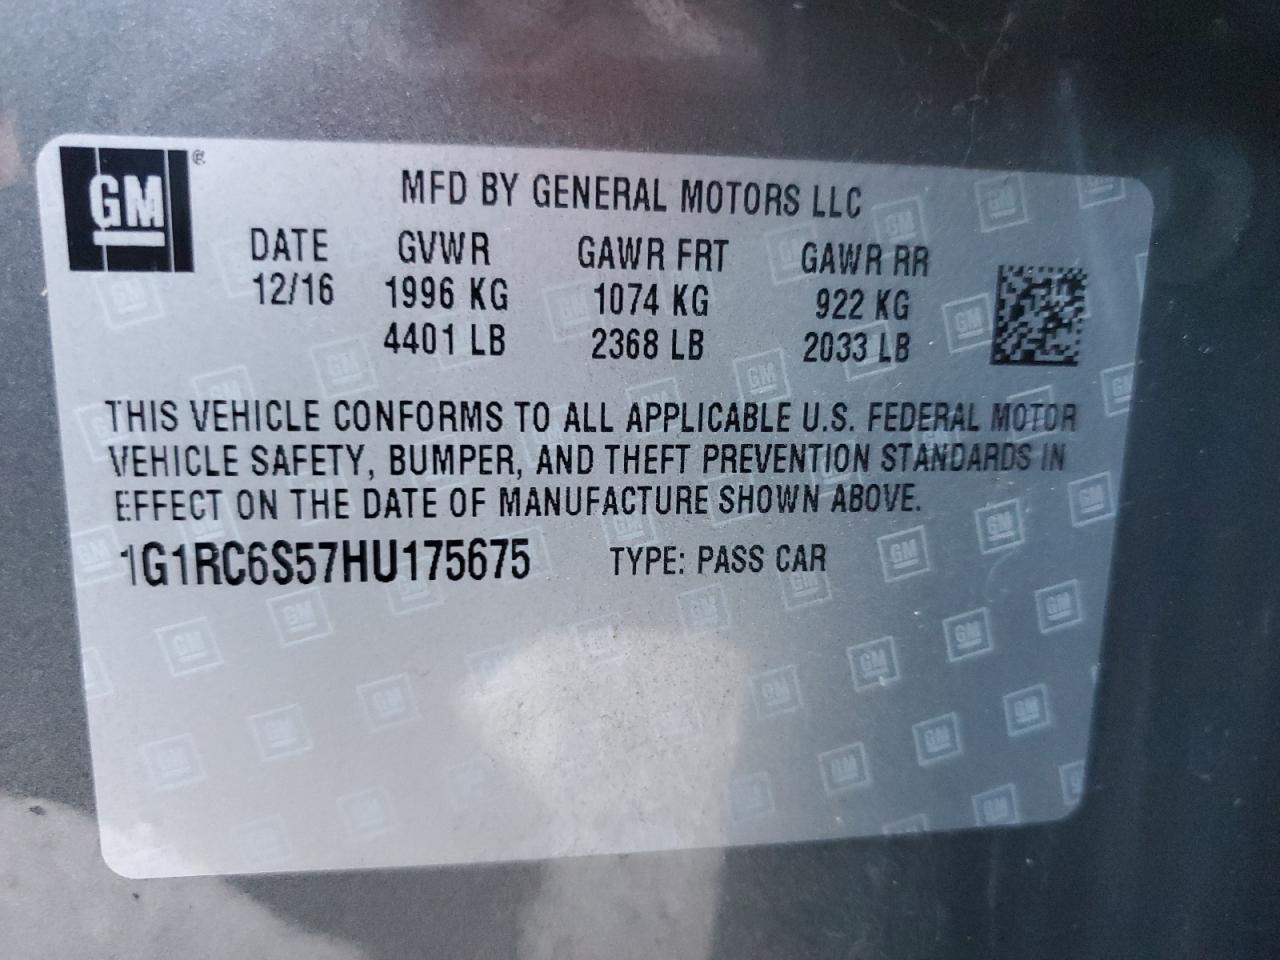 GM ®
MFD BY GENERAL MOTORS LLC
DATE GVWR GAWR FRT GAWR RR
12/16 1996 KG 1074 KG 922 KG
4401 LB 2368 LB 2033 LB
THIS VEHICLE CONFORMS TO ALL APPLICABLE U.S. FEDERAL MOTOR
VEHICLE SAFETY, BUMPER, AND THEFT PREVENTION STANDARDS IN
EFFECT ON THE DATE OF MANUFACTURE SHOWN ABOVE.
1G1RC6S57HU175675 TYPE: PASS CAR